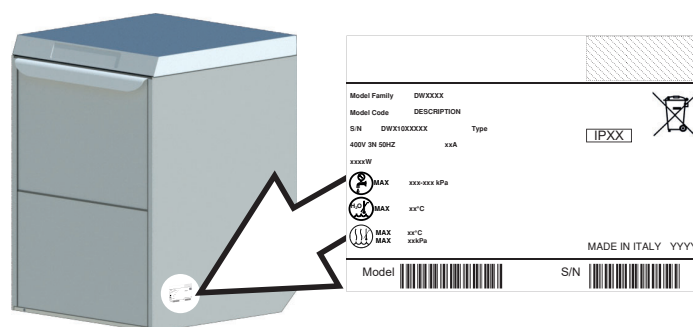 Model Family DWXXXX
Model Code DESCRIPTION
S/N DWX10XXXXX Type
400V 3N 50HZ xxA
xxxxW
IPXX
MAX xxx-xxx kPa
H₂O MAX xx°C
MAX xx°C
MAX xxkPa
MADE IN ITALY YYYY
Model S/N